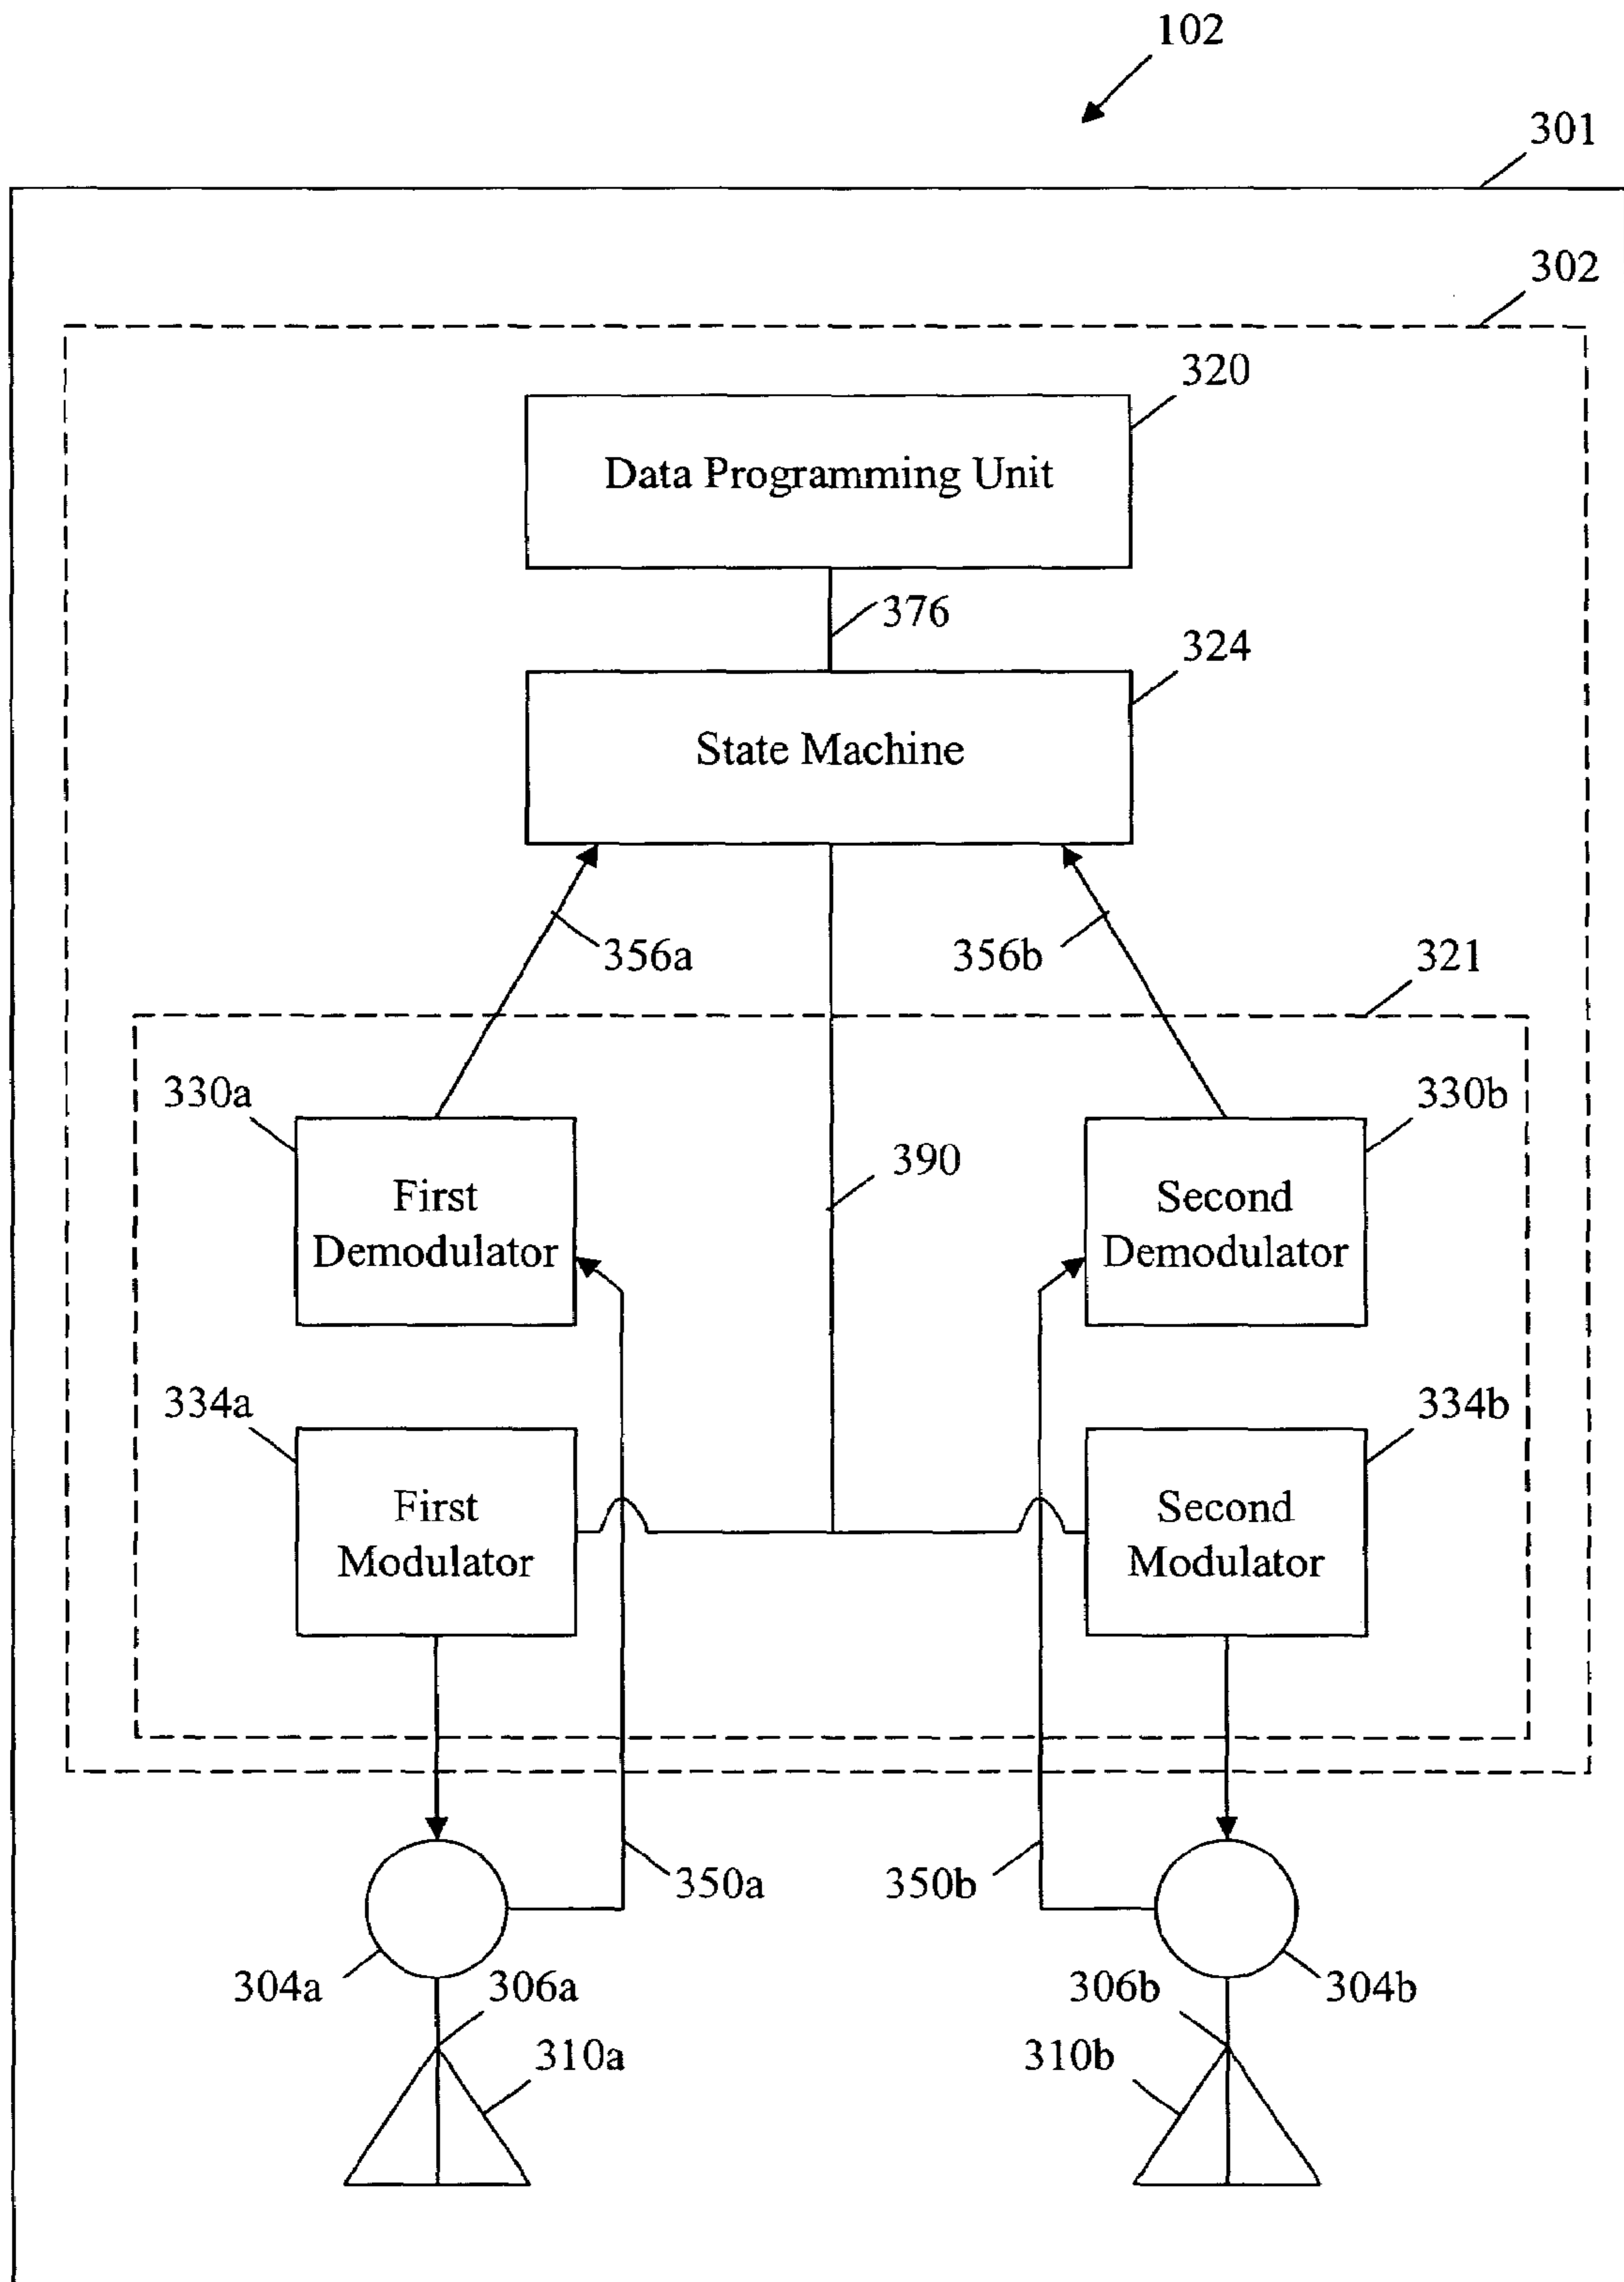 102
301
302
320
Data Programming Unit
376
324
State Machine
356a
356b
321
330a
330b
390
First
Demodulator
Second
Demodulator
334a
334b
First
Modulator
Second
Modulator
350a
350b
304a
306a
306b
304b
310a
310b